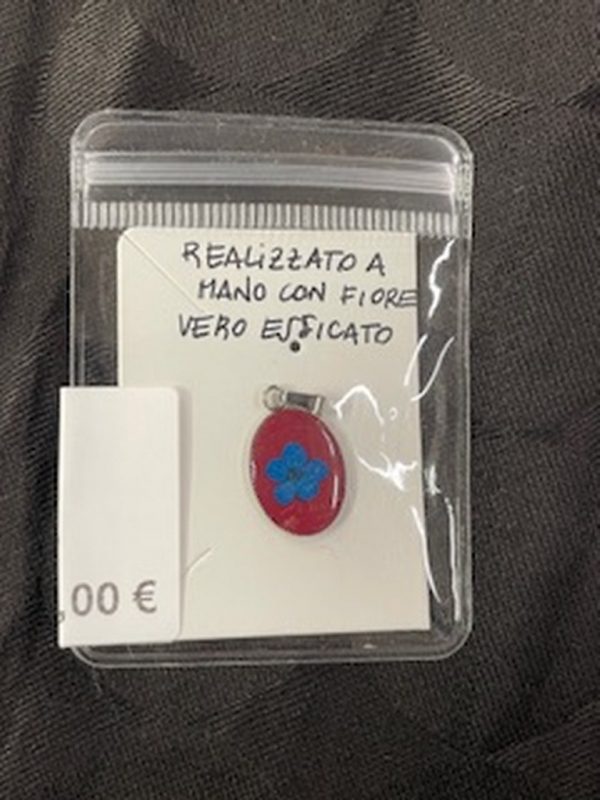 REALIZZATO A
MANO CON FIORE
VERO ESSICATO
,00 €